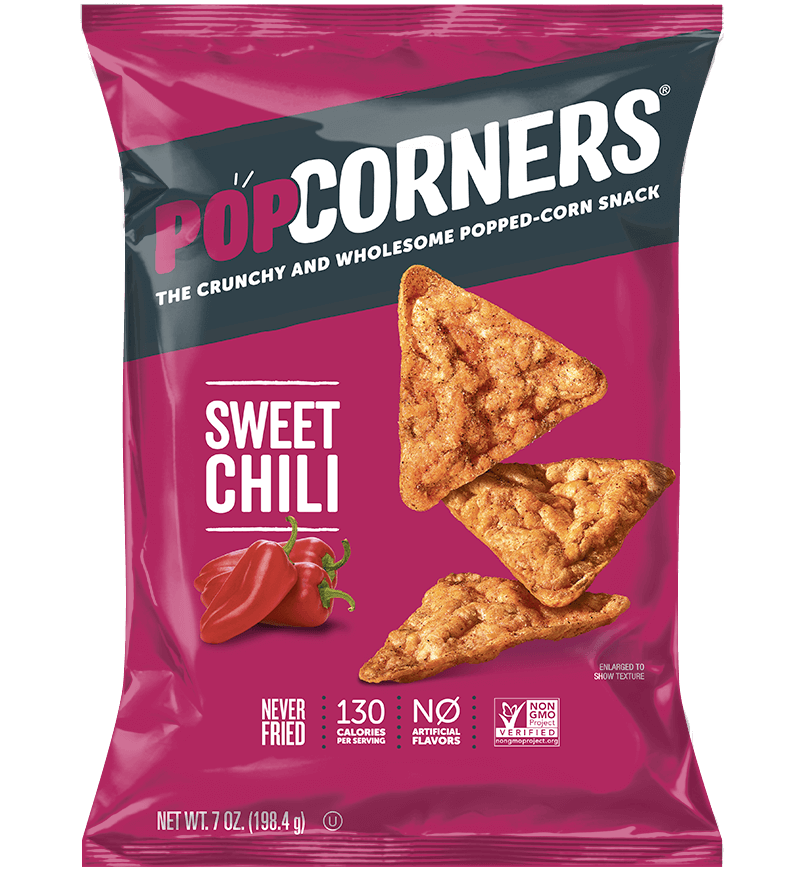 POPCORNERS®
THE CRUNCHY AND WHOLESOME POPPED-CORN SNACK
SWEET
CHILI
ENLARGED TO
SHOW TEXTURE
NEVER
FRIED
130
CALORIES
PER SERVING
NØ
ARTIFICIAL
FLAVORS
NON
GMO
Project
VERIFIED
nongmoproject.org
NET WT. 7 OZ. (198.4 g) U